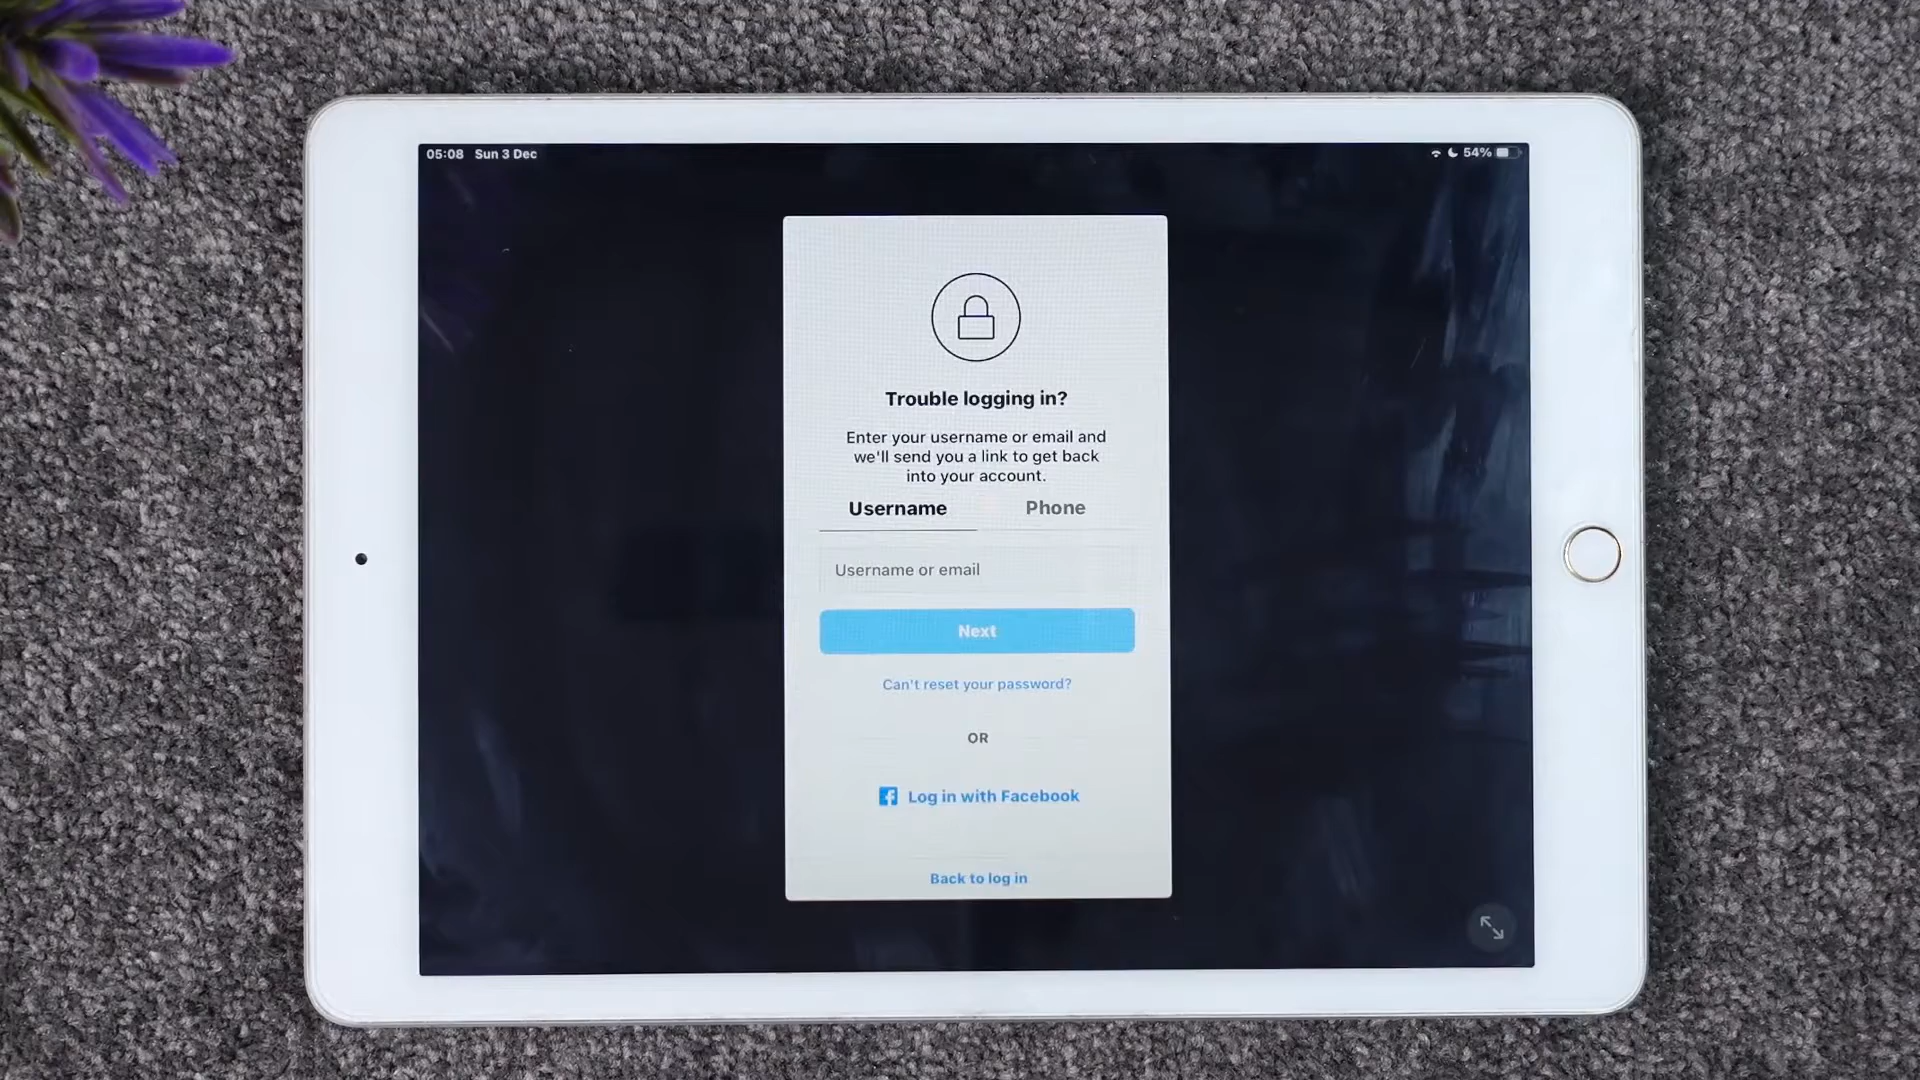 05:08 Sun 3 Dec
54%
Trouble logging in?
Enter your username or email and
we'll send you a link to get back
into your account.
Username Phone
Username or email
Next
Can't reset your password?
OR
Log in with Facebook
Back to log in